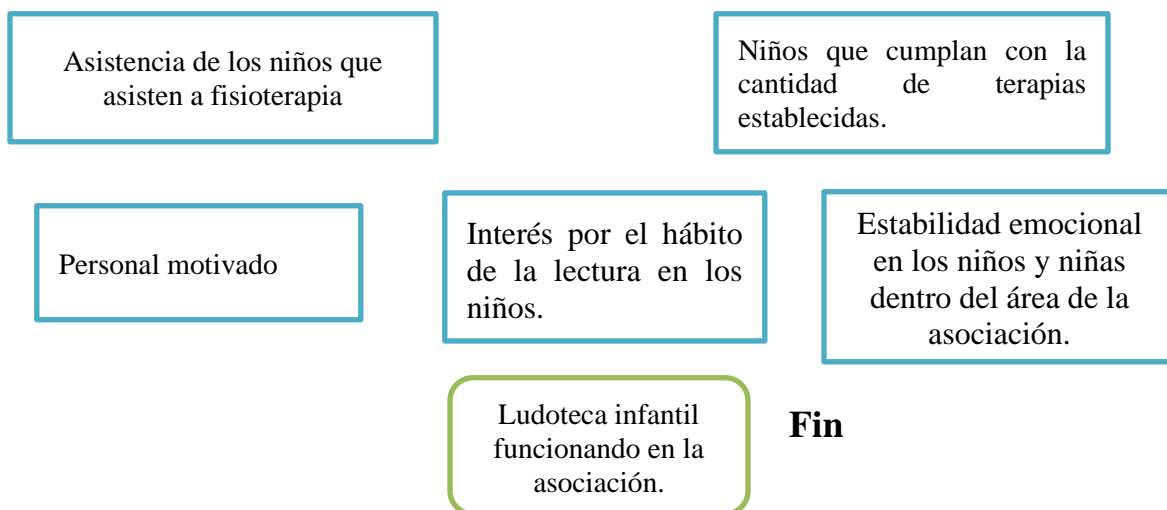 Asistencia de los niños que
asisten a fisioterapia
Niños que cumplan con la
cantidad de terapias
establecidas.
Personal motivado
Interés por el hábito
de la lectura en los
niños.
Estabilidad emocional
en los niños y niñas
dentro del área de la
asociación.
Ludoteca infantil
funcionando en la
asociación.
Fin